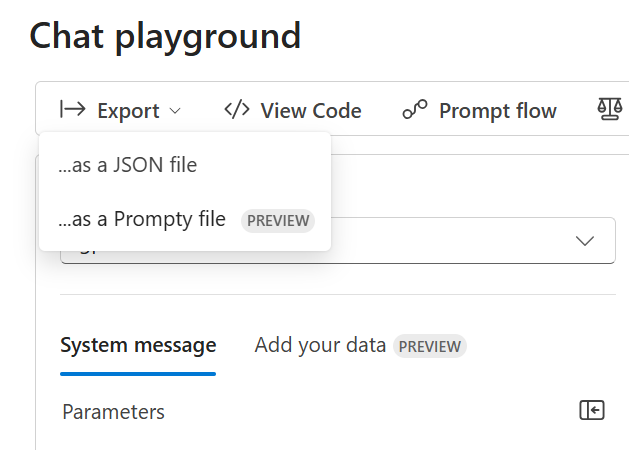 Chat playground
Export View Code Prompt flow
...as a JSON file
...as a Prompty file PREVIEW
System message Add your data PREVIEW
Parameters